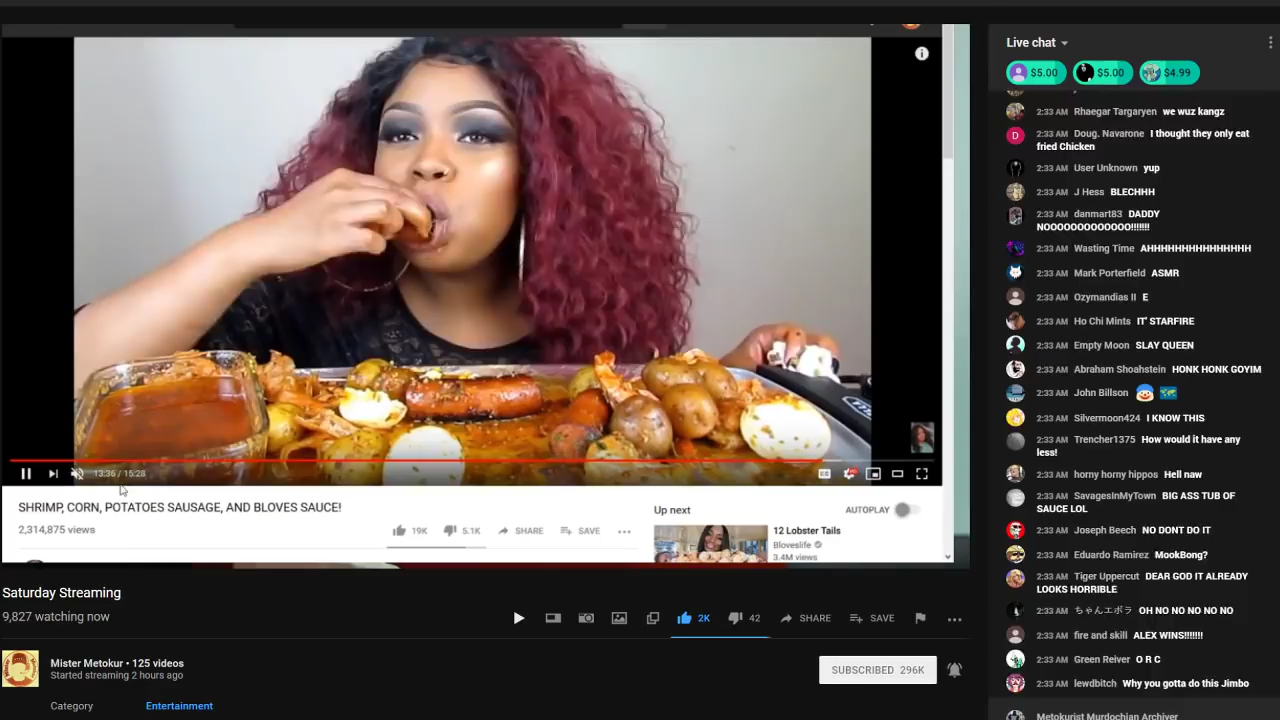 13:36 / 15:28
SHRIMP, CORN, POTATOES SAUSAGE, AND BLOVES SAUCE!
2,314,875 views
19K
5.1K
SHARE
SAVE
Up next
AUTOPLAY
12 Lobster Tails
Bloveslife
3.4M views
Saturday Streaming
9,827 watching now
2K
42
SHARE
SAVE
Mister Metokur • 125 videos
Started streaming 2 hours ago
SUBSCRIBED 296K
Category
Entertainment
Live chat
$5.00
$5.00
$4.99
2:33 AM Rhaegar Targaryen we wuz kangz
2:33 AM Doug. Navarone I thought they only eat
fried Chicken
2:33 AM User Unknown yup
2:33 AM J Hess BLECHHH
2:33 AM danmart83 DADDY
NOOOOOOOOOOOOO!!!!!!!
2:33 AM Wasting Time AHHHHHHHHHHHHHHH
2:33 AM Mark Porterfield ASMR
2:33 AM Ozymandias II E
2:33 AM Ho Chi Mints IT' STARFIRE
2:33 AM Empty Moon SLAY QUEEN
2:33 AM Abraham Shoahstein HONK HONK GOYIM
2:33 AM John Billson
2:33 AM Silvermoon424 I KNOW THIS
2:33 AM Trencher1375 How would it have any
less!
2:33 AM horny horny hippos Hell naw
2:33 AM SavagesInMyTown BIG ASS TUB OF
SAUCE LOL
2:33 AM Joseph Beech NO DONT DO IT
2:33 AM Eduardo Ramirez MookBong?
2:33 AM Tiger Uppercut DEAR GOD IT ALREADY
LOOKS HORRIBLE
2:33 AM ちゃんエボラ OH NO NO NO NO NO
2:33 AM fire and skill ALEX WINS!!!!!!!
2:33 AM Green Reiver O R C
2:33 AM lewdbitch Why you gotta do this Jimbo
Metokurist Murdochian Archiver